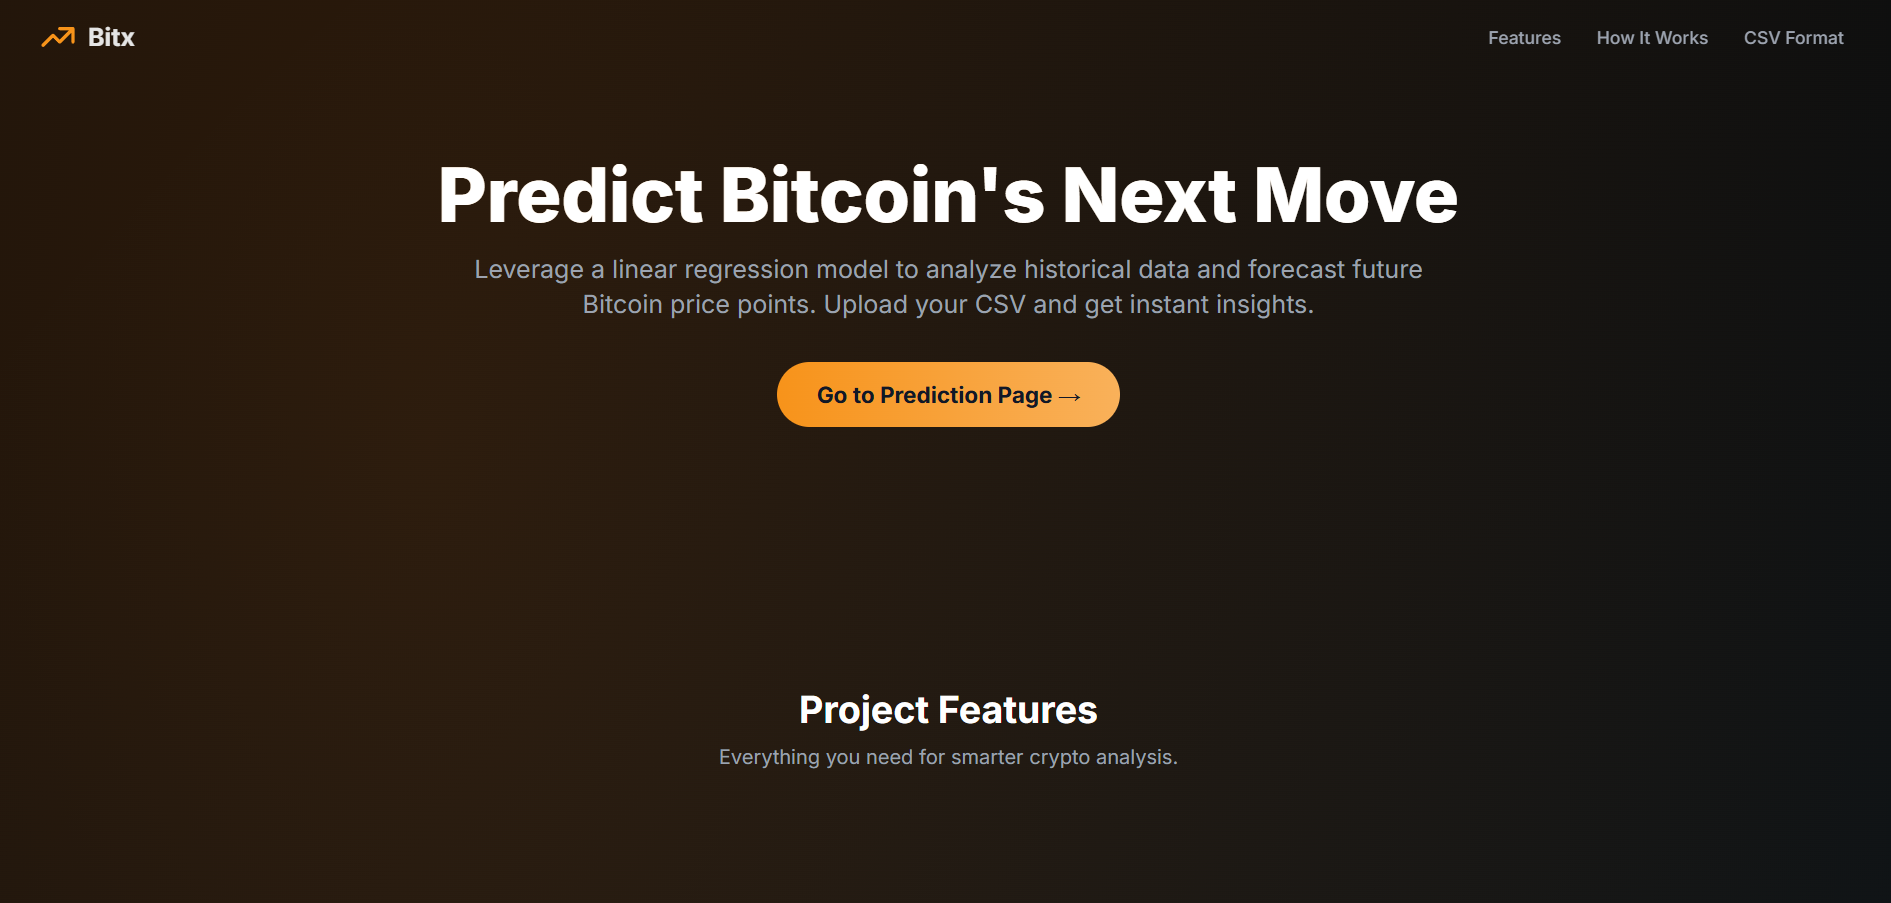 Bitx
Features
How It Works
CSV Format
Predict Bitcoin's Next Move
Leverage a linear regression model to analyze historical data and forecast future
Bitcoin price points. Upload your CSV and get instant insights.
Go to Prediction Page →
Project Features
Everything you need for smarter crypto analysis.